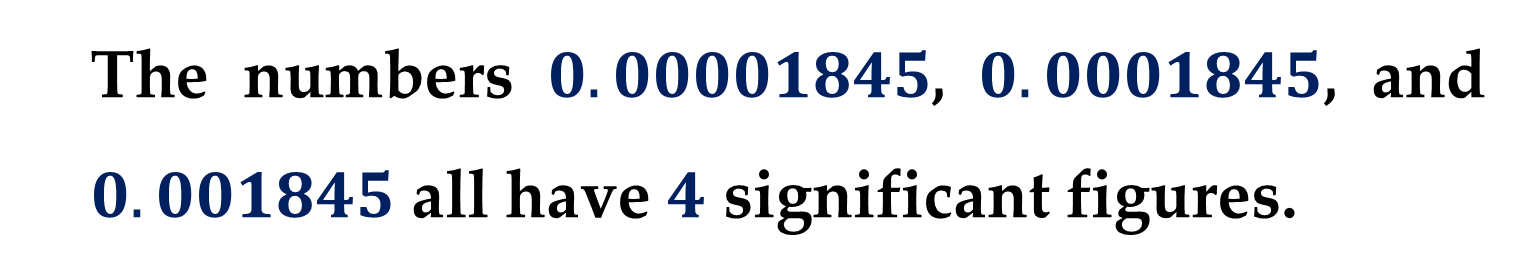 The numbers 0.00001845, 0.0001845, and
0.001845 all have 4 significant figures.